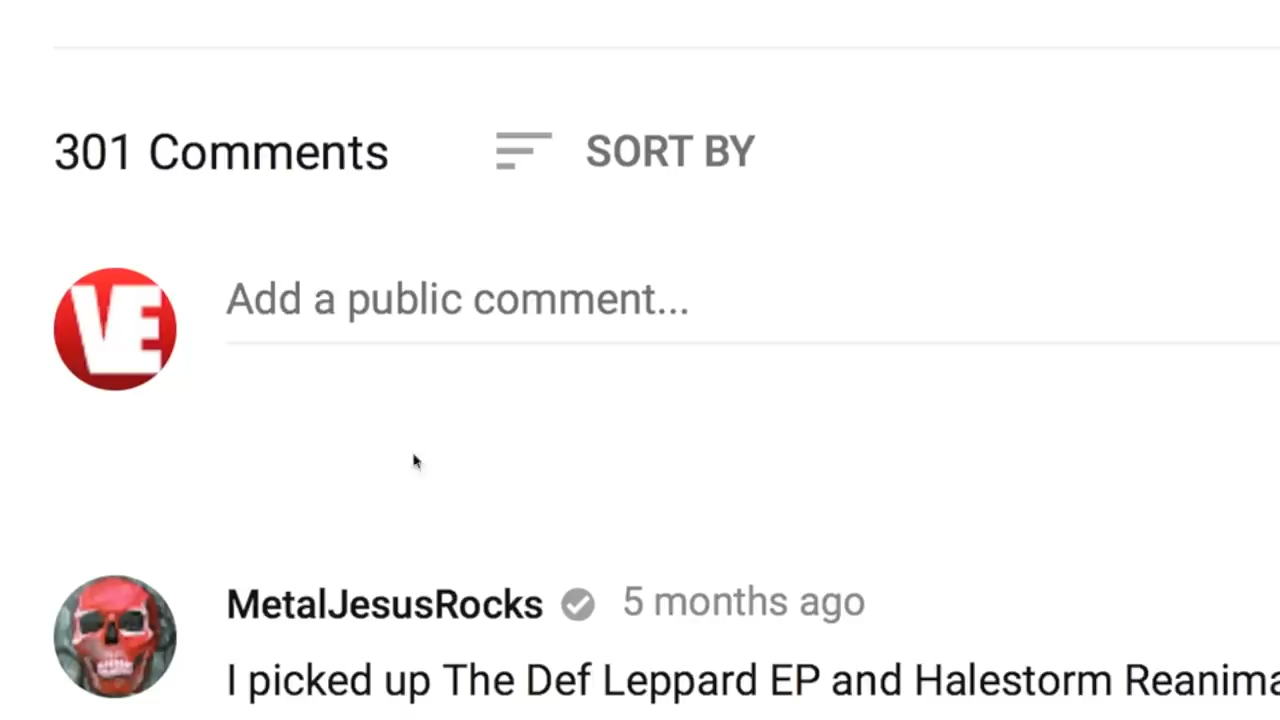 301 Comments
SORT BY
VE
Add a public comment...
MetalJesusRocks 5 months ago
I picked up The Def Leppard EP and Halestorm Reanima